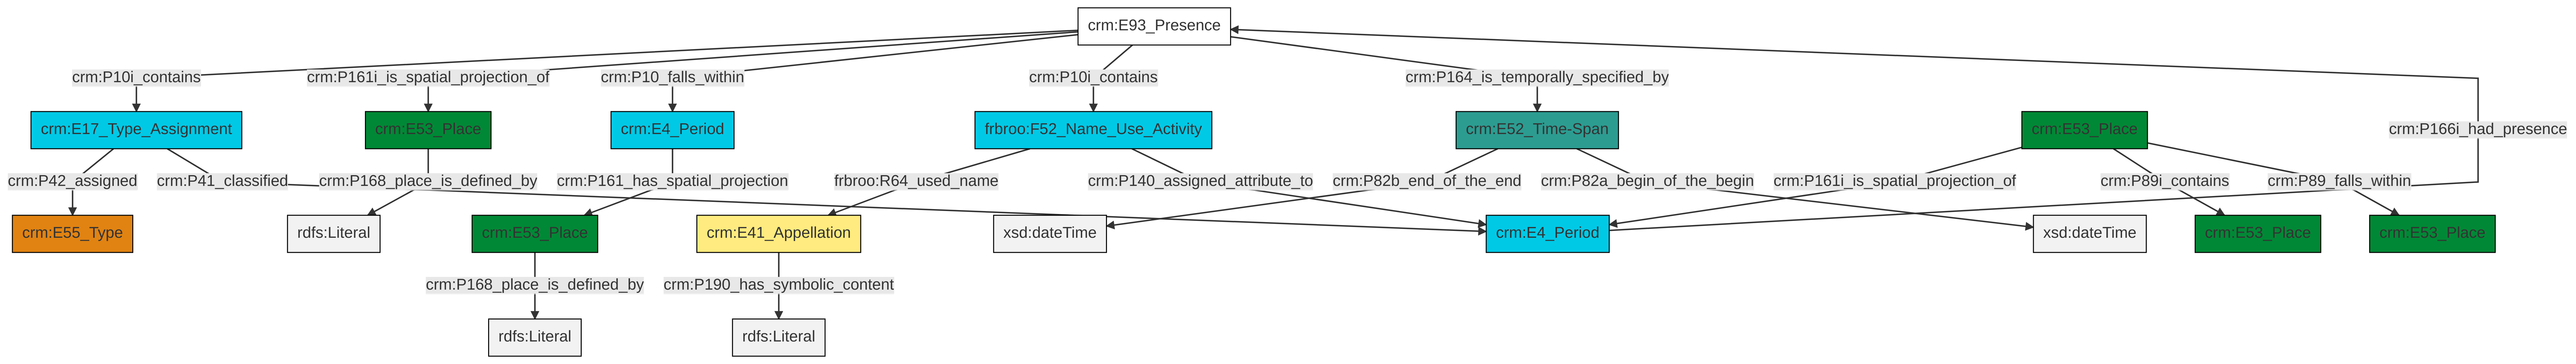 crm:E93_Presence
crm:P10i_contains
crm:P161i_is_spatial_projection_of
crm:P10_falls_within
crm:P10i_contains
crm:P164_is_temporally_specified_by
crm:E17_Type_Assignment
crm:E53_Place
crm:E4_Period
frbroo:F52_Name_Use_Activity
crm:E52_Time-Span
crm:E53_Place
crm:P166i_had_presence
crm:P42_assigned
crm:P41_classified
crm:P168_place_is_defined_by
crm:P161_has_spatial_projection
frbroo:R64_used_name
crm:P140_assigned_attribute_to
crm:P82b_end_of_the_end
crm:P82a_begin_of_the_begin
crm:P161i_is_spatial_projection_of
crm:P89i_contains
crm:P89_falls_within
crm:E55_Type
rdfs:Literal
crm:E53_Place
crm:E41_Appellation
xsd:dateTime
crm:E4_Period
xsd:dateTime
crm:E53_Place
crm:E53_Place
crm:P168_place_is_defined_by
crm:P190_has_symbolic_content
rdfs:Literal
rdfs:Literal